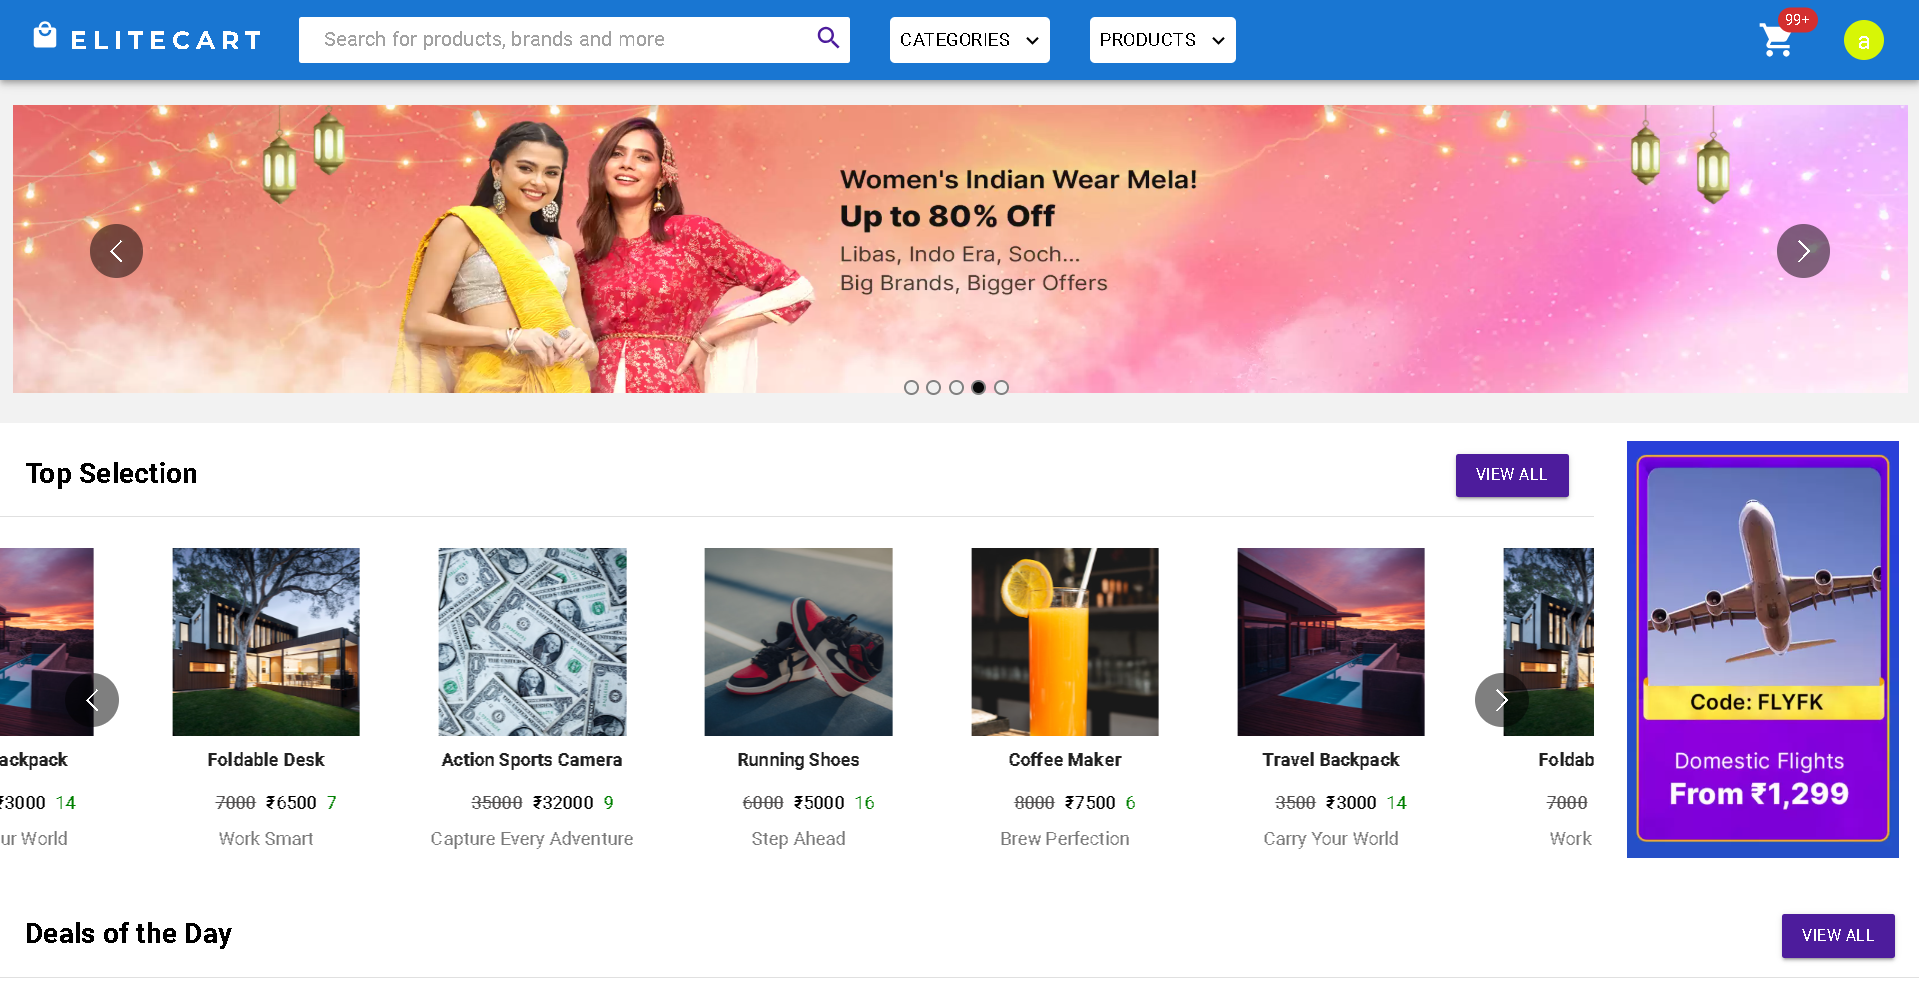 ELITECART
Search for products, brands and more
CATEGORIES
PRODUCTS
99+
a
Women's Indian Wear Mela!
Up to 80% Off
Libas, Indo Era, Soch...
Big Brands, Bigger Offers
Top Selection
VIEW ALL
ackpack
₹3000 14
ur World
Foldable Desk
7000 ₹6500 7
Work Smart
Action Sports Camera
35000 ₹32000 9
Capture Every Adventure
Running Shoes
6000 ₹5000 16
Step Ahead
Coffee Maker
8000 ₹7500 6
Brew Perfection
Travel Backpack
3500 ₹3000 14
Carry Your World
Foldab
7000
Work
Code: FLYFK
Domestic Flights
From ₹1,299
Deals of the Day
VIEW ALL